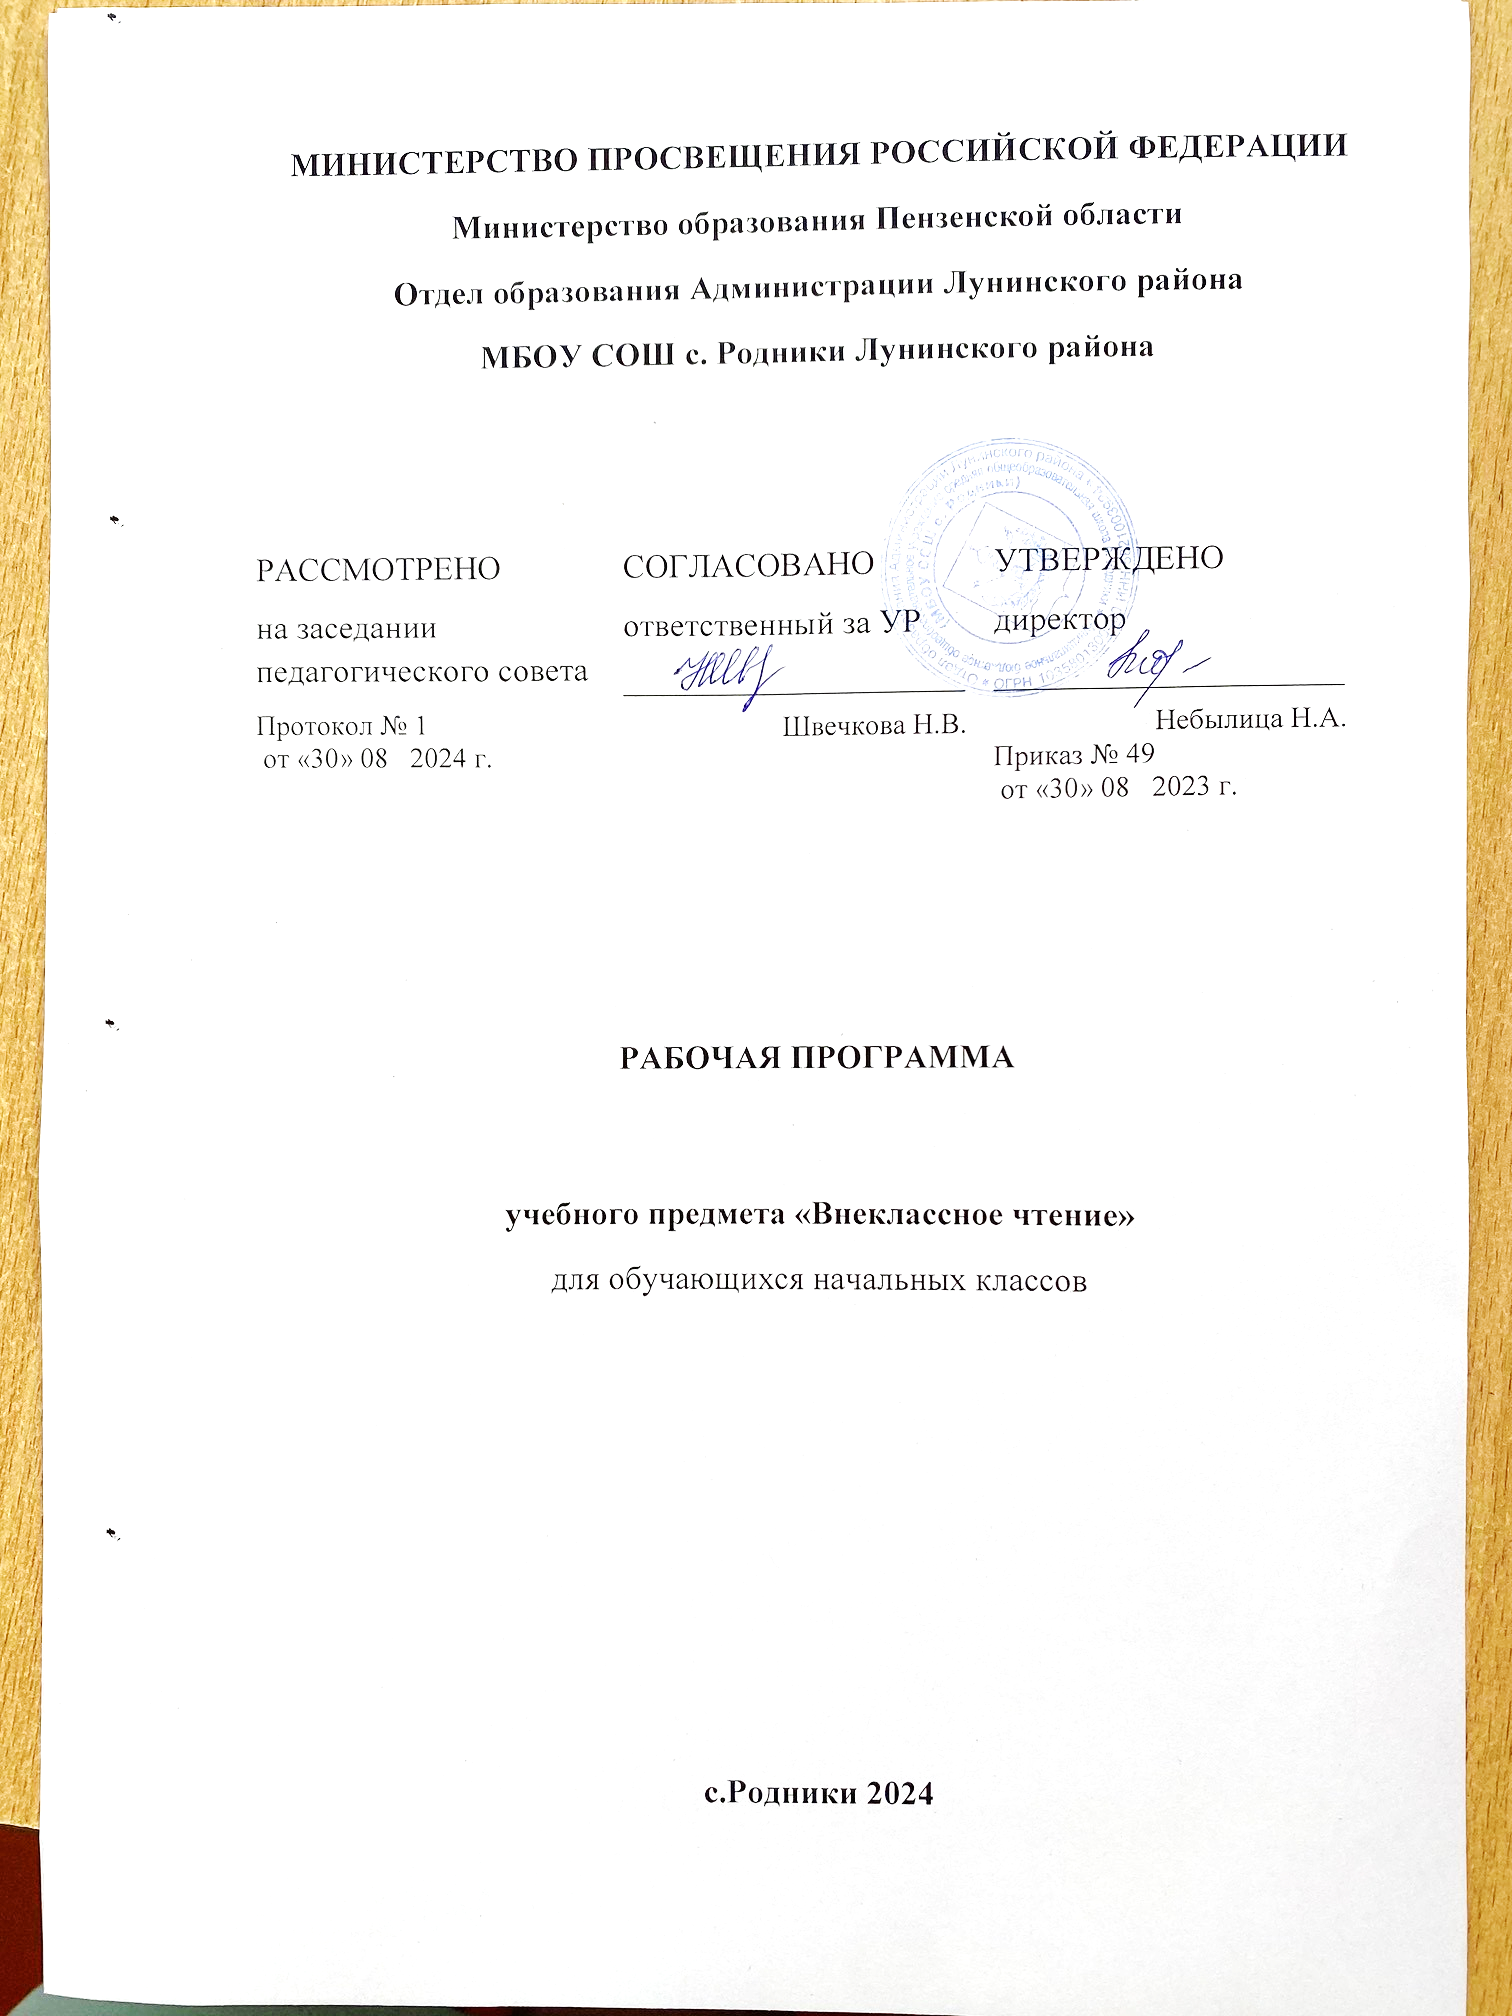 МИНИСТЕРСТВО ПРОСВЕЩЕНИЯ РОССИЙСКОЙ ФЕДЕРАЦИИ
Министерство образования Пензенской области
Отдел образования Администрации Лунинского района
МБОУ СОШ с. Родники Лунинского района
РАССМОТРЕНО
на заседании
педагогического совета
Протокол № 1
от «30» 08 2024 г.
СОГЛАСОВАНО
ответственный за УР
Швечкова Н.В.
УТВЕРЖДЕНО
директор
Небылица Н.А.
Приказ № 49
от «30» 08 2023 г.
РАБОЧАЯ ПРОГРАММА
учебного предмета «Внеклассное чтение»
для обучающихся начальных классов
с.Родники 2024